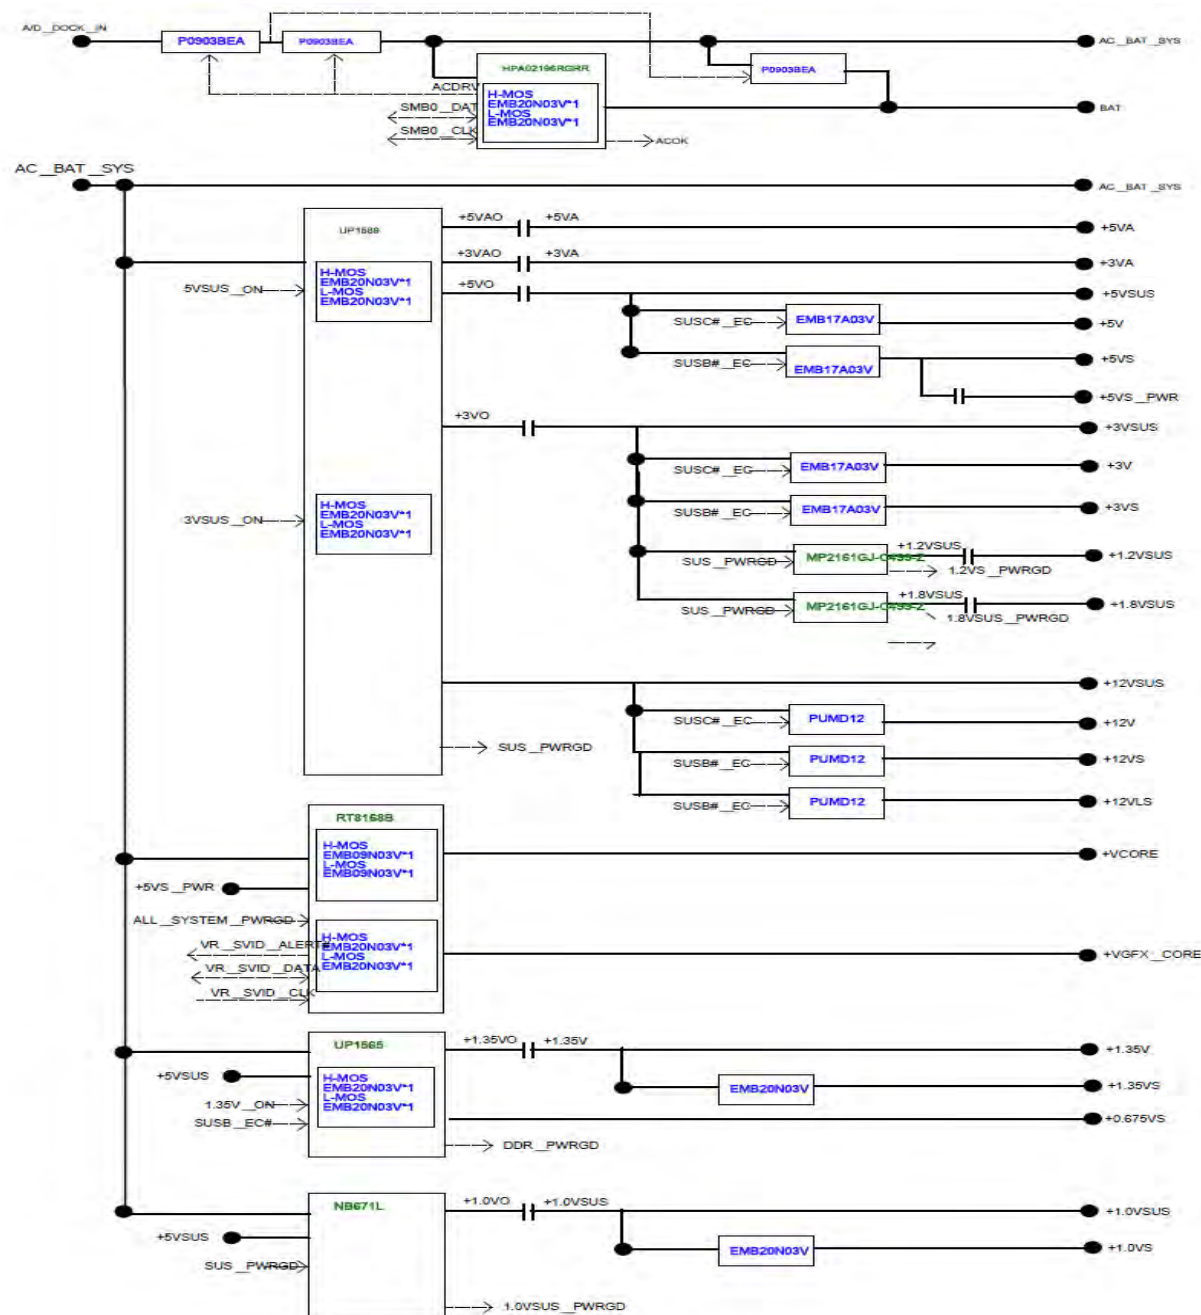 A/D_DOCK_IN
P0903BEA
P0903BEA
AC_BAT_SYS
HPA02196RGRR
P0903BEA
ACDRV
H-MOS
EMB20N03V*1
L-MOS
EMB20N03V*1
SMB0_DAT
SMB0_CLK
BAT
ACOK
AC_BAT_SYS
AC_BAT_SYS
+5VAO
+5VA
+5VA
+3VAO
+3VA
+3VA
H-MOS
EMB20N03V*1
L-MOS
EMB20N03V*1
5VSUS_ON
+5VO
+5VSUS
SUSC#_EC
EMB17A03V
+5V
SUSB#_EC
EMB17A03V
+5VS
+5VS_PWR
+3VO
+3VSUS
SUSC#_EC
EMB17A03V
+3V
3VSUS_ON
H-MOS
EMB20N03V*1
L-MOS
EMB20N03V*1
SUSB#_EC
EMB17A03V
+3VS
SUS_PWRGD
+1.2VSUS
+1.2VSUS
1.2VS_PWRGD
SUS_PWRGD
+1.8VSUS
+1.8VSUS
1.8VSUS_PWRGD
+12VSUS
SUSC#_EC
PUMD12
+12V
SUS_PWRGD
SUSB#_EC
PUMD12
+12VS
SUSB#_EC
PUMD12
+12VLS
RT8168B
H-MOS
EMB09N03V*1
L-MOS
EMB09N03V*1
+VCORE
+5VS_PWR
ALL_SYSTEM_PWRGD
VR_SVID_ALERT#
VR_SVID_DATA
VR_SVID_CLK
H-MOS
EMB20N03V*1
L-MOS
EMB20N03V*1
+VGFX_CORE
UP1565
+1.35VO
+1.35V
+1.35V
+5VSUS
H-MOS
EMB20N03V*1
L-MOS
EMB20N03V*1
EMB20N03V
+1.35VS
1.35V_ON
SUSB_EC#
+0.675VS
DDR_PWRGD
NB671L
+1.0VO
+1.0VSUS
+1.0VSUS
+5VSUS
EMB20N03V
+1.0VS
SUS_PWRGD
1.0VSUS_PWRGD